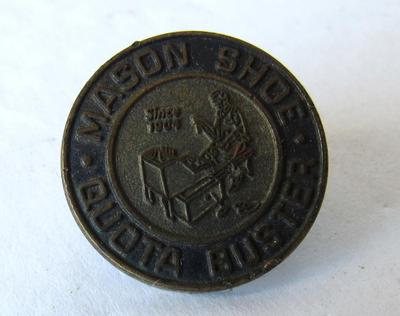 MASON SHOE
Since
1904
QUOTA BUSTER